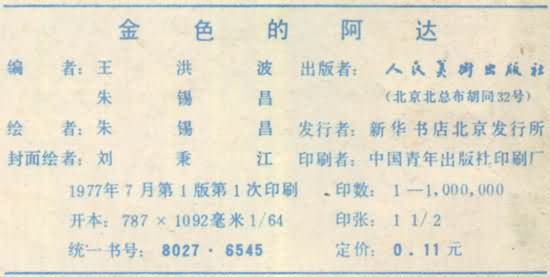 金色的阿达
编者：王洪波 出版者：人民美術出版社
朱锡昌 （北京北总布胡同32号）
绘者：朱锡昌 发行者：新华书店北京发行所
封面绘者：刘秉江 印刷者：中国青年出版社印刷厂
1977年7月第1版第1次印刷 印数：1—1,000,000
开本：787×1092毫米1/64 印张：1 1/2
统一书号：8027·6545 定价：0.11元